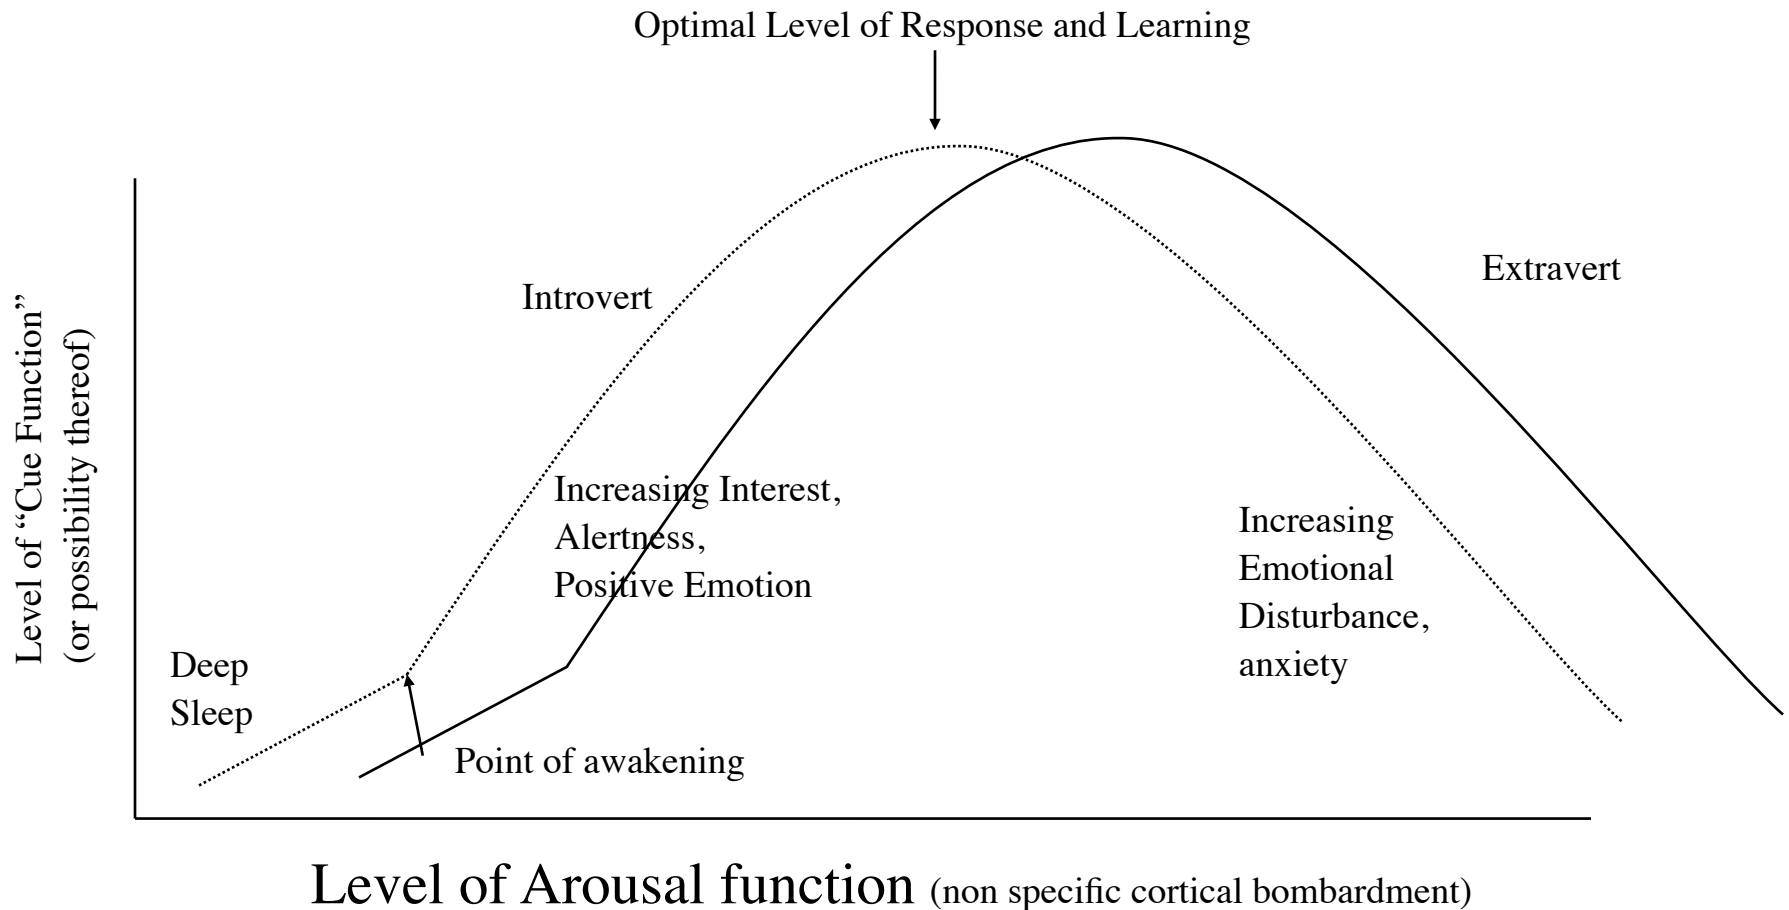 Optimal Level of Response and Learning
Introvert
Extravert
Level of “Cue Function”
(or possibility thereof)
Increasing Interest,
Alertness,
Positive Emotion
Increasing
Emotional
Disturbance,
anxiety
Deep
Sleep
Point of awakening
Level of Arousal function (non specific cortical bombardment)